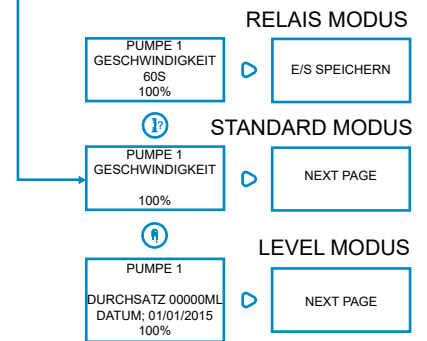 RELAIS MODUS
PUMPE 1
GESCHWINDIGKEIT
60S
100%
E/S SPEICHERN
STANDARD MODUS
PUMPE 1
GESCHWINDIGKEIT
100%
NEXT PAGE
LEVEL MODUS
PUMPE 1
DURCHSATZ 00000ML
DATUM; 01/01/2015
100%
NEXT PAGE